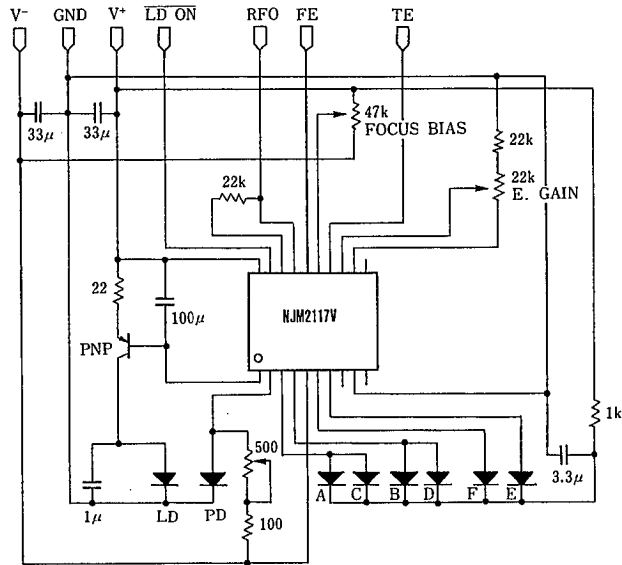 V⁻ GND V⁺ LD ON RFO FE TE
33μ 33μ
47k
FOCUS BIAS
22k
22k
22k
E. GAIN
22
100μ
NJM2117V
PNP
1k
500
3.3μ
A C B D F E
1μ LD PD
100